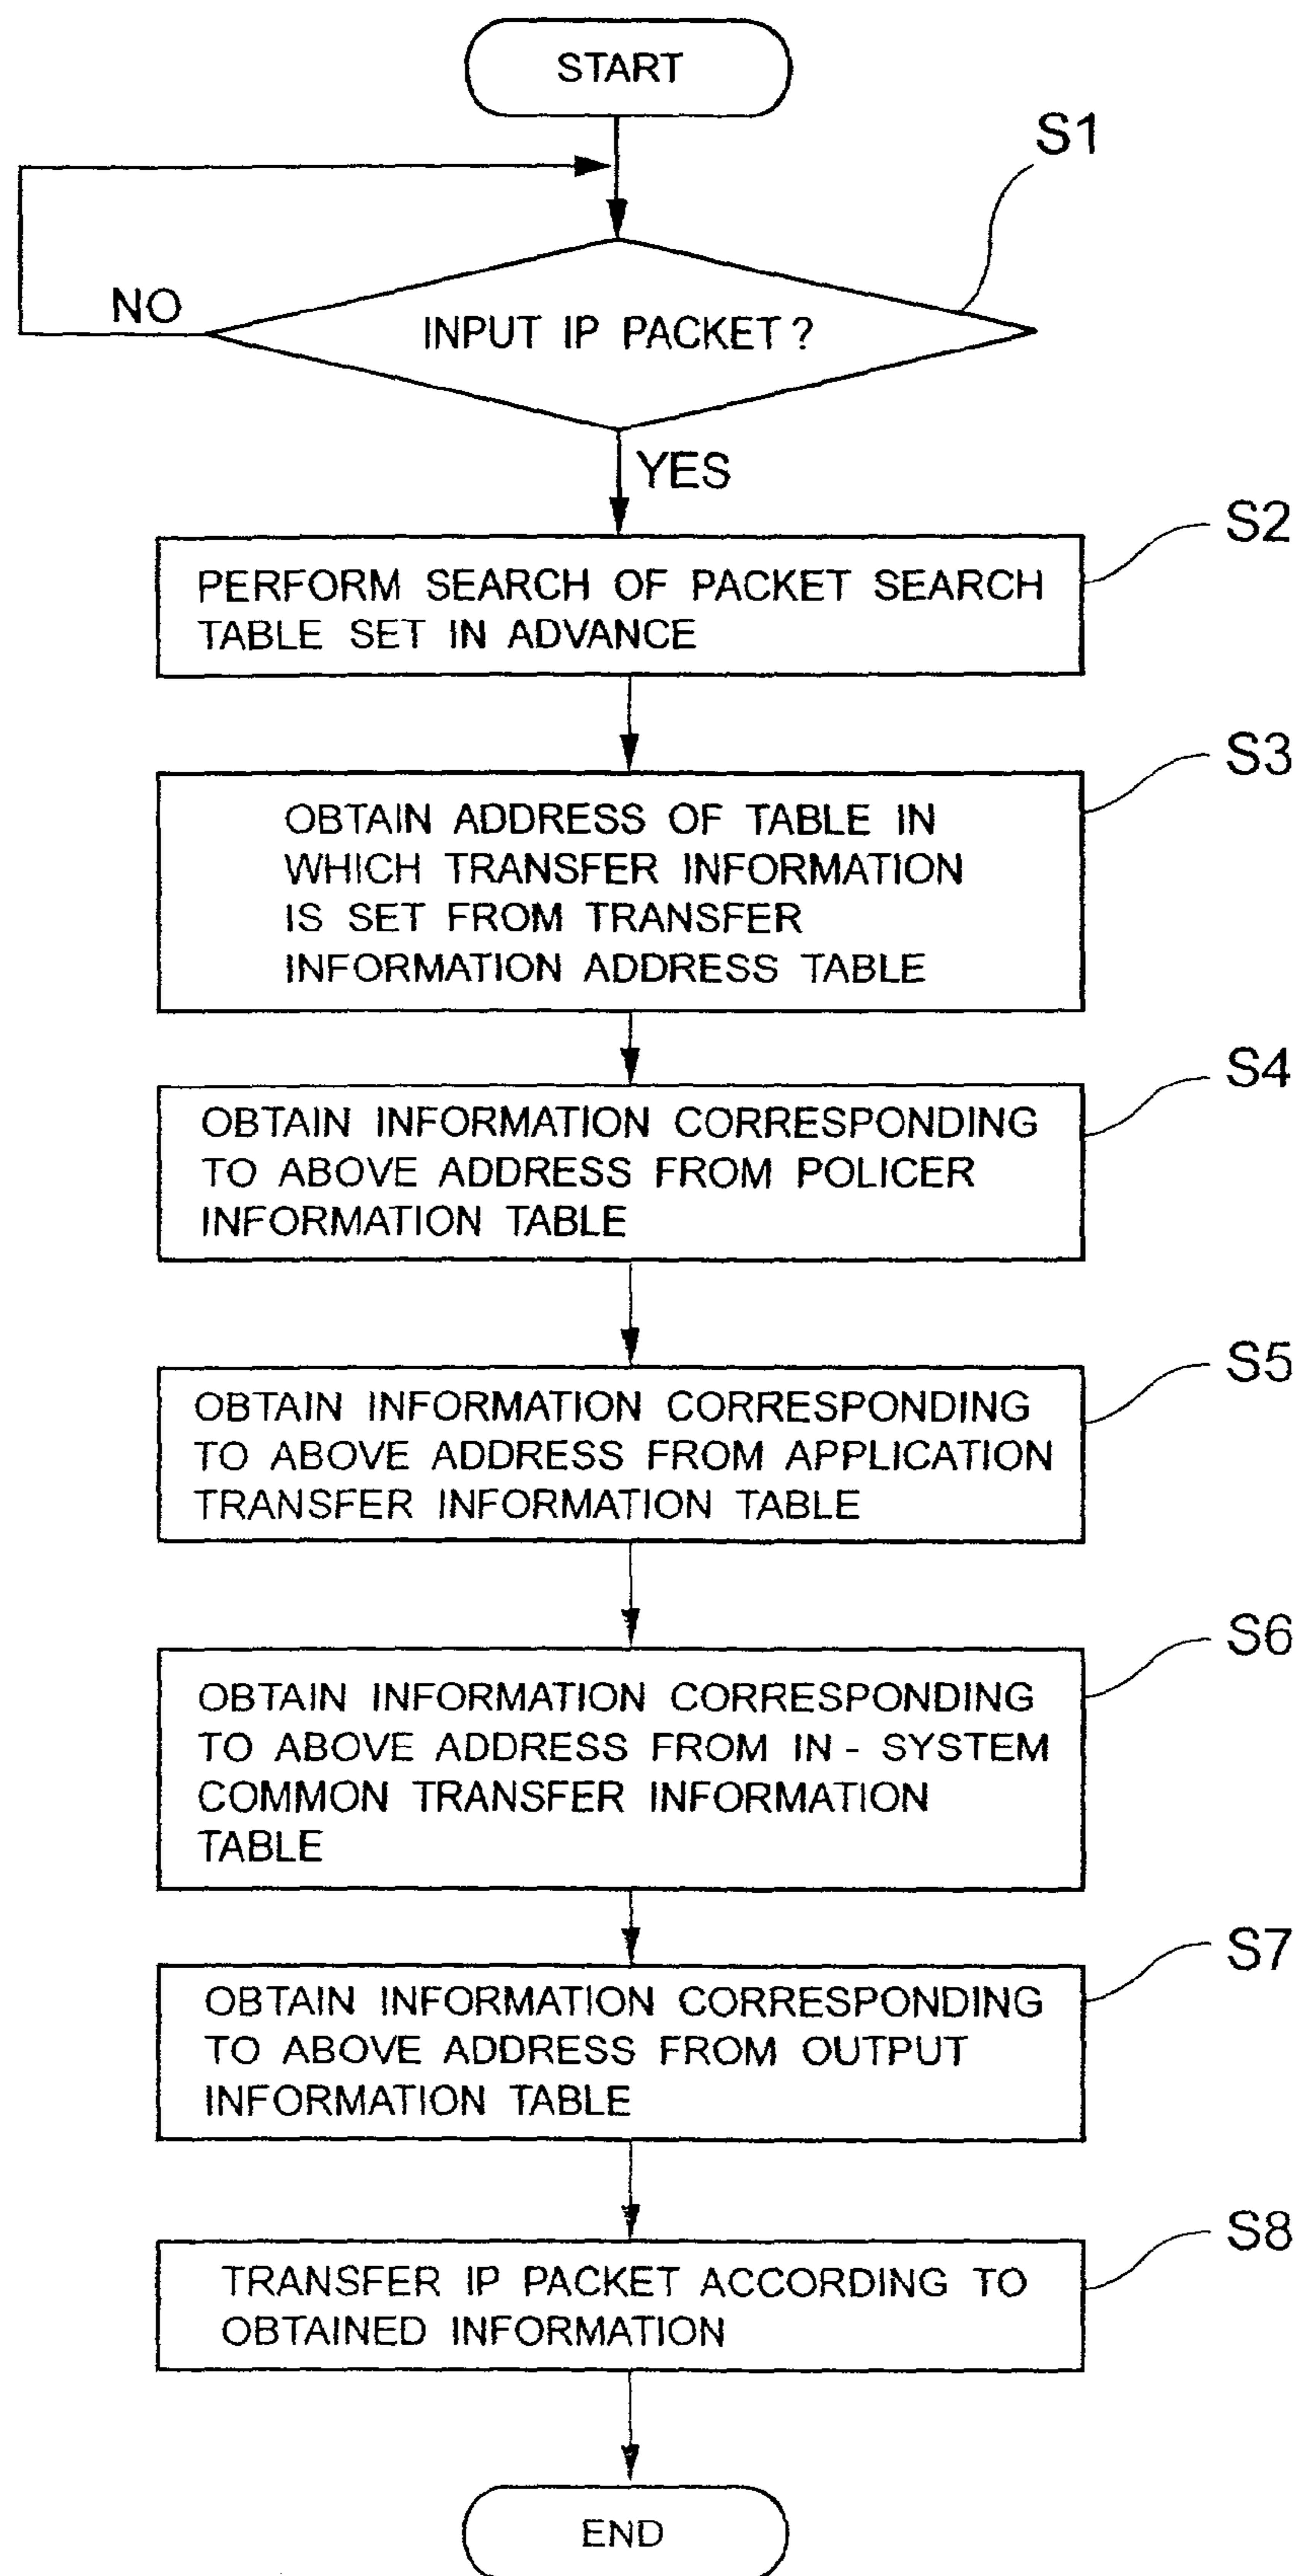 START
S1
NO
INPUT IP PACKET ?
YES
S2
PERFORM SEARCH OF PACKET SEARCH
TABLE SET IN ADVANCE
S3
OBTAIN ADDRESS OF TABLE IN
WHICH TRANSFER INFORMATION
IS SET FROM TRANSFER
INFORMATION ADDRESS TABLE
S4
OBTAIN INFORMATION CORRESPONDING
TO ABOVE ADDRESS FROM POLICER
INFORMATION TABLE
S5
OBTAIN INFORMATION CORRESPONDING
TO ABOVE ADDRESS FROM APPLICATION
TRANSFER INFORMATION TABLE
S6
OBTAIN INFORMATION CORRESPONDING
TO ABOVE ADDRESS FROM IN - SYSTEM
COMMON TRANSFER INFORMATION
TABLE
S7
OBTAIN INFORMATION CORRESPONDING
TO ABOVE ADDRESS FROM OUTPUT
INFORMATION TABLE
S8
TRANSFER IP PACKET ACCORDING TO
OBTAINED INFORMATION
END